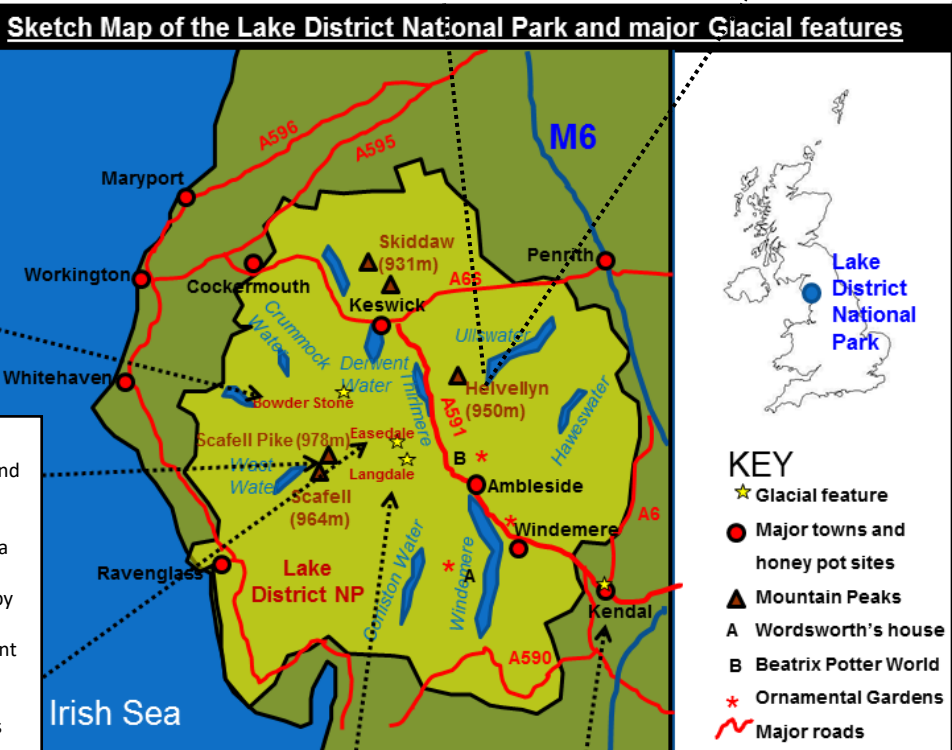 Sketch Map of the Lake District National Park and major Glacial features
A596
A595
M6
Maryport
Skiddaw
(931m)
Penrith
Workington
Cockermouth
A66
Keswick
Crummock
Water
Derwent
Water
Ullswater
Thirlmere
Whitehaven
Bowder Stone
Helvellyn
(950m)
A591
Haweswater
Scafell Pike (978m)
Easedale
Langdale
Wast
Water
Scafell
(964m)
B
Ambleside
Windemere
A6
Ravenglass
Lake
District NP
Coniston Water
Windemere
A
Kendal
A590
Irish Sea
nd
a
by
nt
s
Lake
District
National
Park
KEY
Glacial feature
Major towns and
honey pot sites
Mountain Peaks
A Wordsworth's house
B Beatrix Potter World
Ornamental Gardens
Major roads